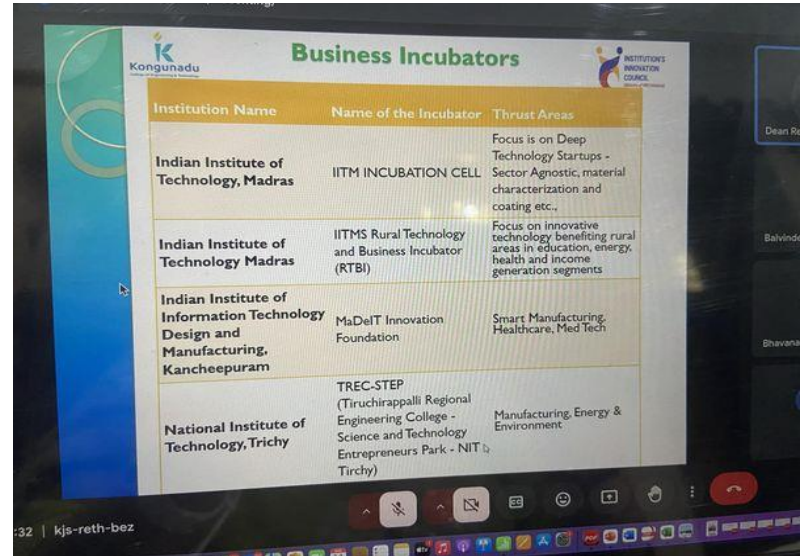 Kongunadu
Business Incubators
INSTITUTION'S
INNOVATION
COUNCIL
Institution Name
Name of the Incubator
Thrust Areas
Indian Institute of
Technology, Madras
IITM INCUBATION CELL
Focus is on Deep
Technology Startups -
Sector Agnostic, material
characterization and
coating etc.,
Indian Institute of
Technology Madras
IITMS Rural Technology
and Business Incubator
(RTBI)
Focus on innovative
technology benefiting rural
areas in education, energy,
health and income
generation segments
Indian Institute of
Information Technology
Design and
Manufacturing,
Kancheepuram
MaDeIT Innovation
Foundation
Smart Manufacturing,
Healthcare, Med Tech
National Institute of
Technology, Trichy
TREC-STEP
(Tiruchirappalli Regional
Engineering College -
Science and Technology
Entrepreneurs Park - NIT
Tirchy)
Manufacturing, Energy &
Environment
Dean Re
Balvinde
Bhavana
:32 | kjs-reth-bez
CC